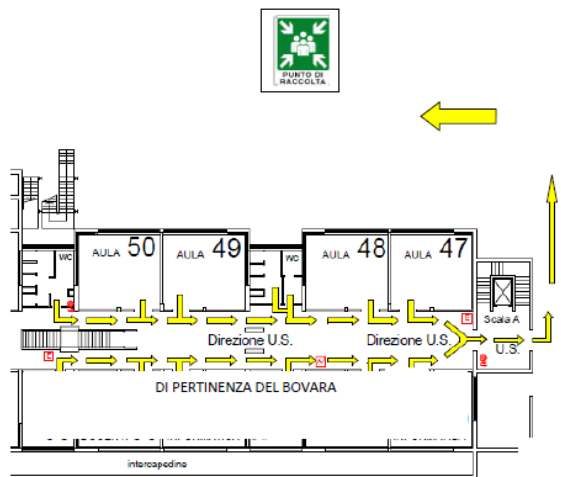 PUNTO DI
RACCOLTA
WC
AULA 50
AULA 49
WC
AULA 48
AULA 47
Scala A
Direzione U.S.
Direzione U.S.
U.S.
DI PERTINENZA DEL BOVARA
intercapedine